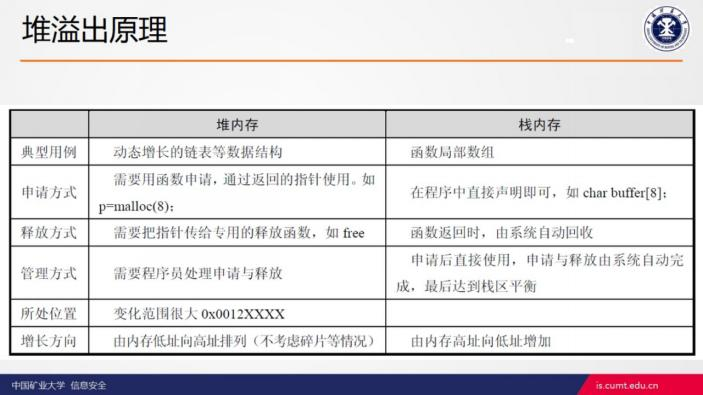 堆溢出原理
堆内存 栈内存
典型用例 动态增长的链表等数据结构 函数局部数组
申请方式 需要用函数申请，通过返回的指针使用。如
p=malloc(8); 在程序中直接声明即可，如 char buffer[8];
释放方式 需要把指针传给专用的释放函数，如 free 函数返回时，由系统自动回收
管理方式 需要程序员处理申请与释放 申请后直接使用，申请与释放由系统自动完
成，最后达到栈区平衡
所处位置 变化范围很大 0x0012XXXX
增长方向 由内存低址向高址排列（不考虑碎片等情况） 由内存高址向低址增加
中国矿业大学 信息安全 is.cumt.edu.cn